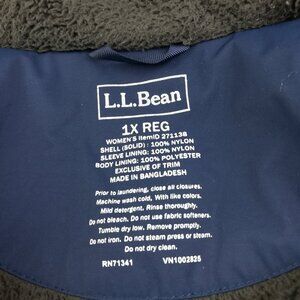 L.L.Bean
1X REG
WOMEN'S ItemID 271138
SHELL (SOLID) : 100% NYLON
SLEEVE LINING: 100% NYLON
BODY LINING: 100% POLYESTER
EXCLUSIVE OF TRIM
MADE IN BANGLADESH
Prior to laundering, close all closures.
Machine wash cold. With like colors.
Mild detergent. Rinse thoroughly.
Do not bleach. Do not use fabric softeners.
Tumble dry low. Remove promptly.
Do not iron. Do not steam press or steam.
Do not dry clean.
RN71341 VN1002825